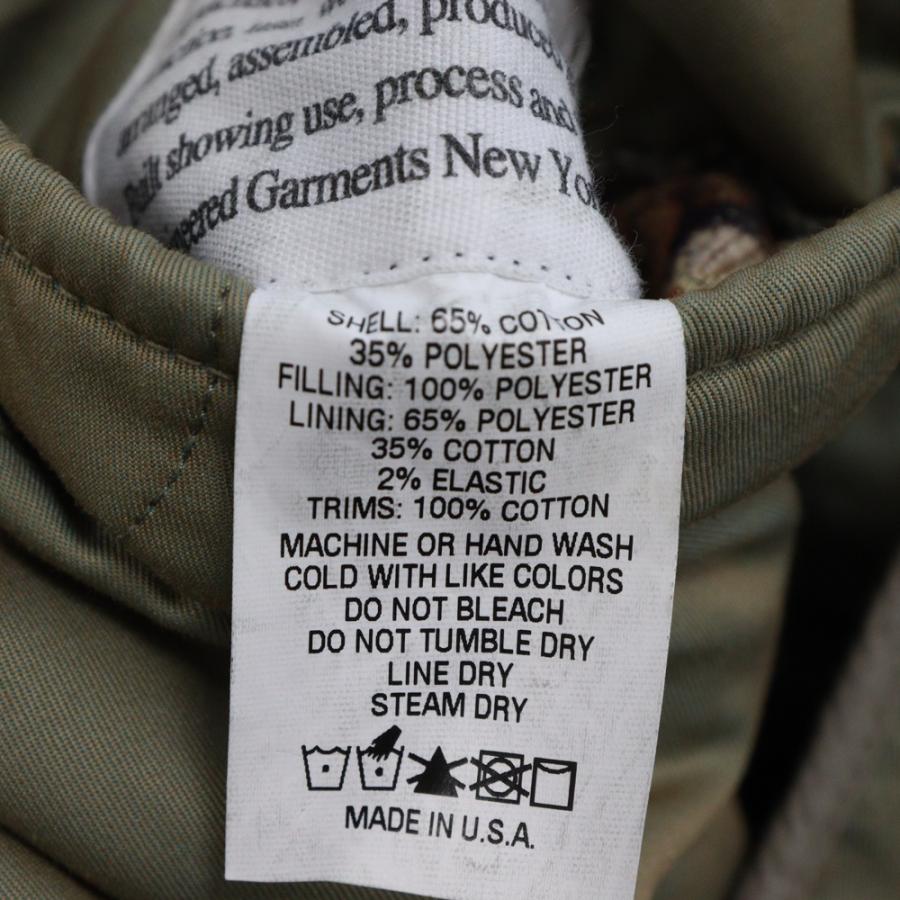 arranged, assembled, produced
Built showing use, process and
Garments New
SHELL: 65% COTTON
35% POLYESTER
FILLING: 100% POLYESTER
LINING: 65% POLYESTER
35% COTTON
2% ELASTIC
TRIMS: 100% COTTON
MACHINE OR HAND WASH
COLD WITH LIKE COLORS
DO NOT BLEACH
DO NOT TUMBLE DRY
LINE DRY
STEAM DRY
MADE IN U.S.A.